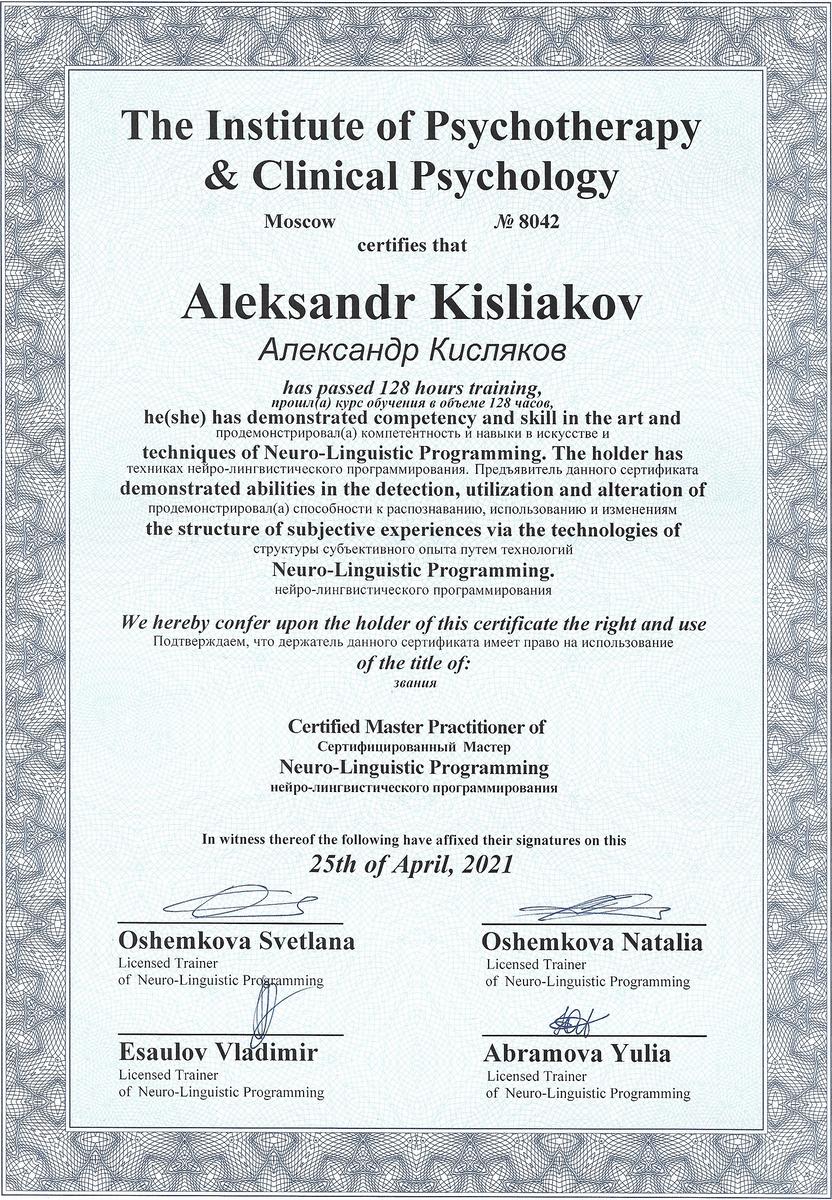 The Institute of Psychotherapy
& Clinical Psychology
Moscow № 8042
certifies that
Aleksandr Kisliakov
Александр Кисляков
has passed 128 hours training,
прошл(а) курс обучения в объеме 128 часов,
he(she) has demonstrated competency and skill in the art and
продемонстрировал(а) компетентность и навыки в искусстве и
techniques of Neuro-Linguistic Programming. The holder has
техниках нейро-лингвистического программирования. Предъявитель данного сертификата
demonstrated abilities in the detection, utilization and alteration of
продемонстрировал(а) способности к распознаванию, использованию и изменениям
the structure of subjective experiences via the technologies of
структуры субъективного опыта путем технологий
Neuro-Linguistic Programming.
нейро-лингвистического программирования
We hereby confer upon the holder of this certificate the right and use
Подтверждаем, что держатель данного сертификата имеет право на использование
of the title of:
звания
Certified Master Practitioner of
Сертифицированный Мастер
Neuro-Linguistic Programming
нейро-лингвистического программирования
In witness thereof the following have affixed their signatures on this
25th of April, 2021
Oshemkova Svetlana
Licensed Trainer
of Neuro-Linguistic Programming
Oshemkova Natalia
Licensed Trainer
of Neuro-Linguistic Programming
Esaulov Vladimir
Licensed Trainer
of Neuro-Linguistic Programming
Abramova Yulia
Licensed Trainer
of Neuro-Linguistic Programming